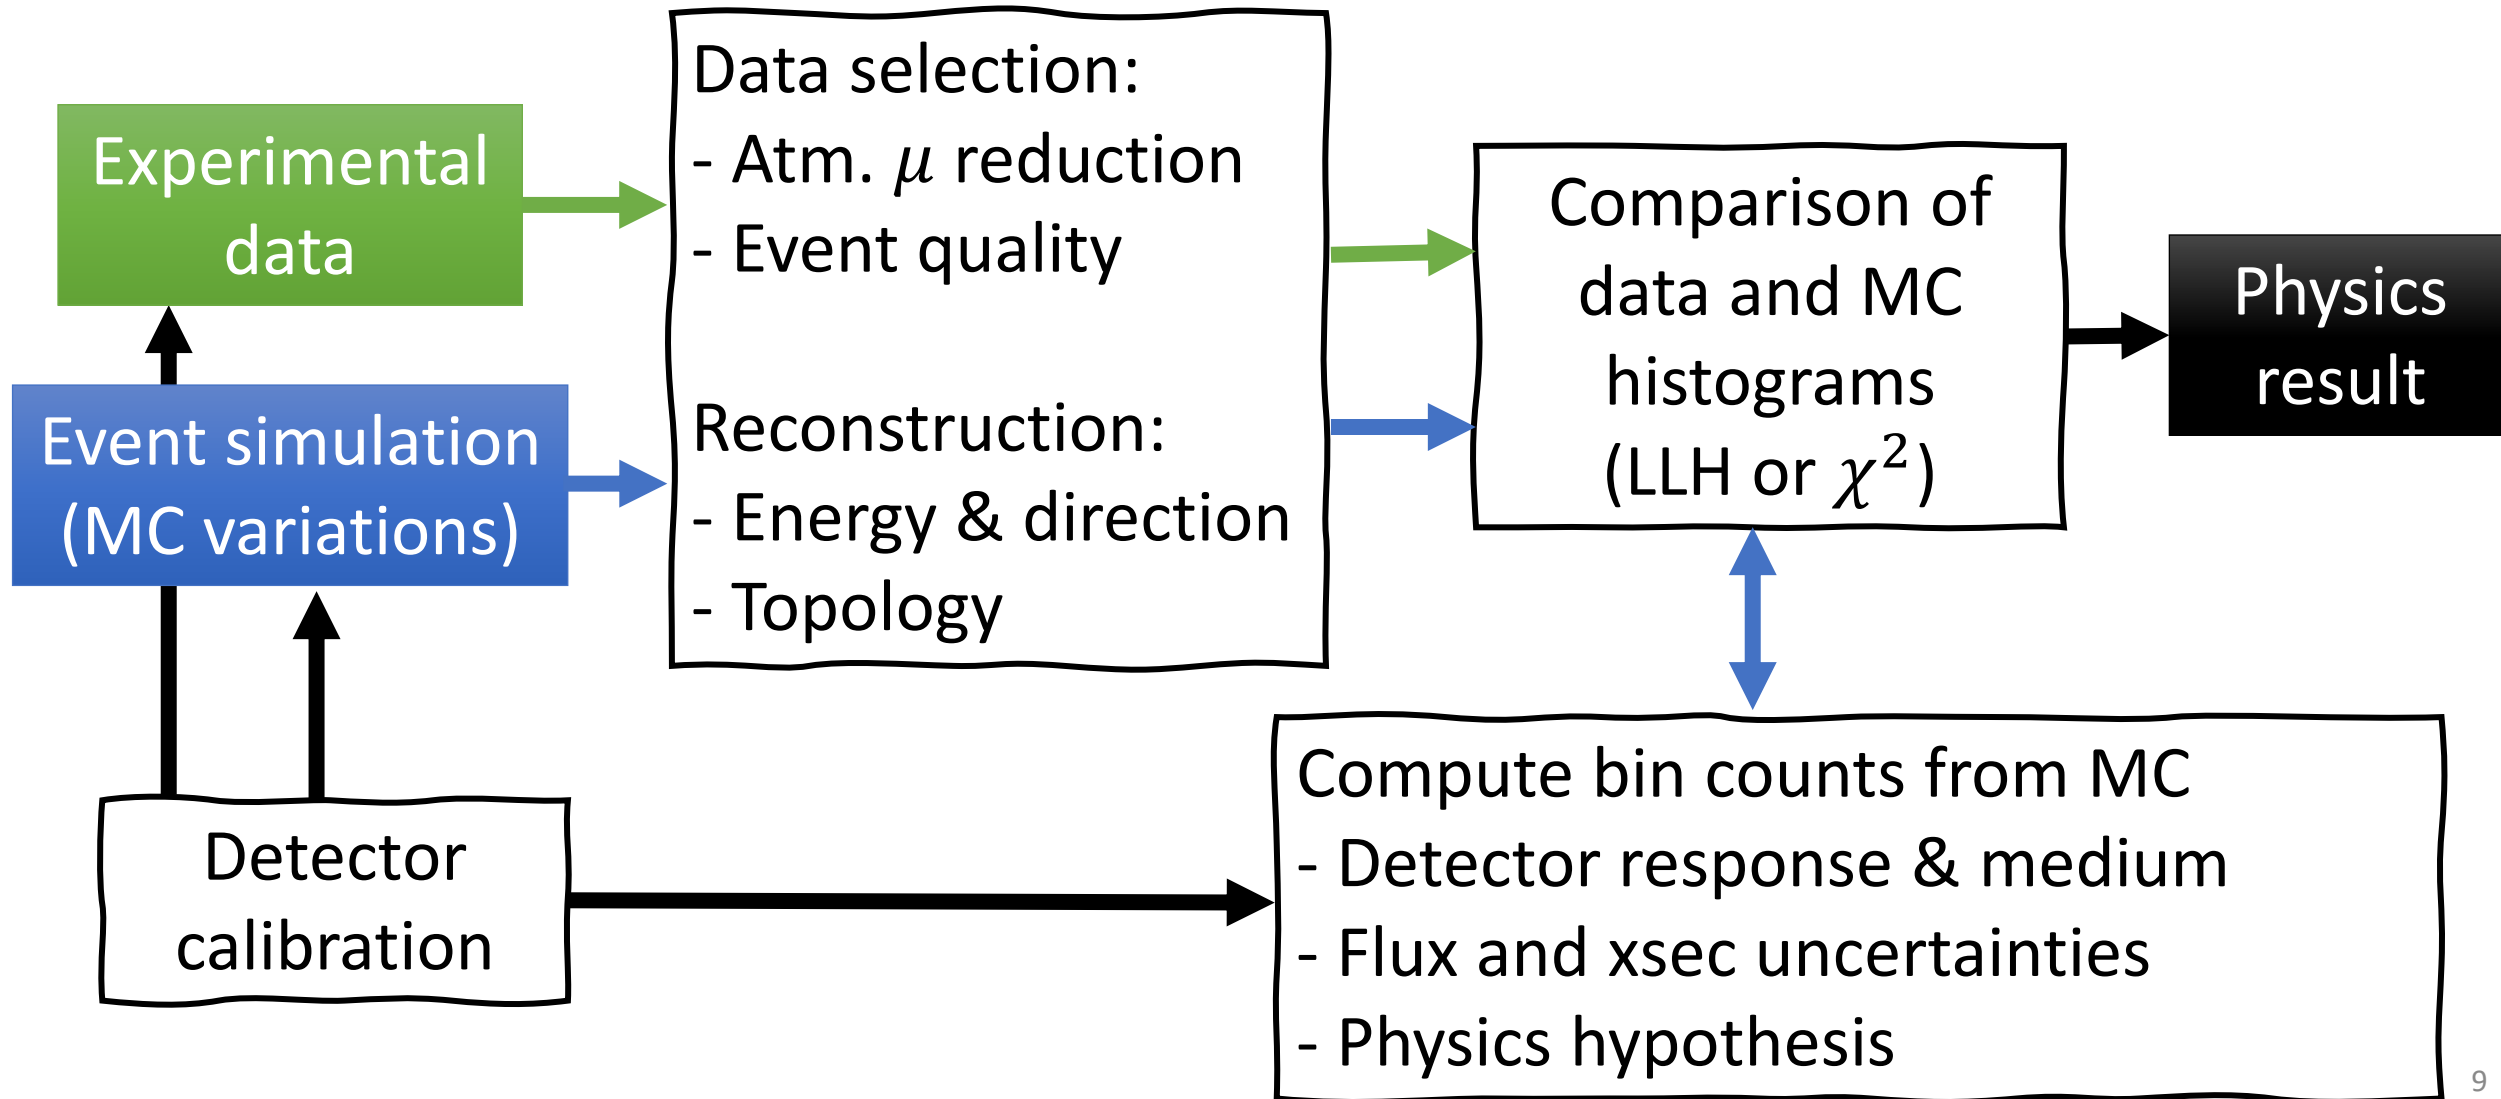 Experimental
data
Event simulation
(MC variations)
Detector
calibration
Data selection:
- Atm. μ reduction
- Event quality
Reconstruction:
- Energy & direction
- Topology
Comparison of
data and MC
histograms
(LLH or χ²)
Physics
result
Compute bin counts from MC
- Detector response & medium
- Flux and xsec uncertainties
- Physics hypothesis
9